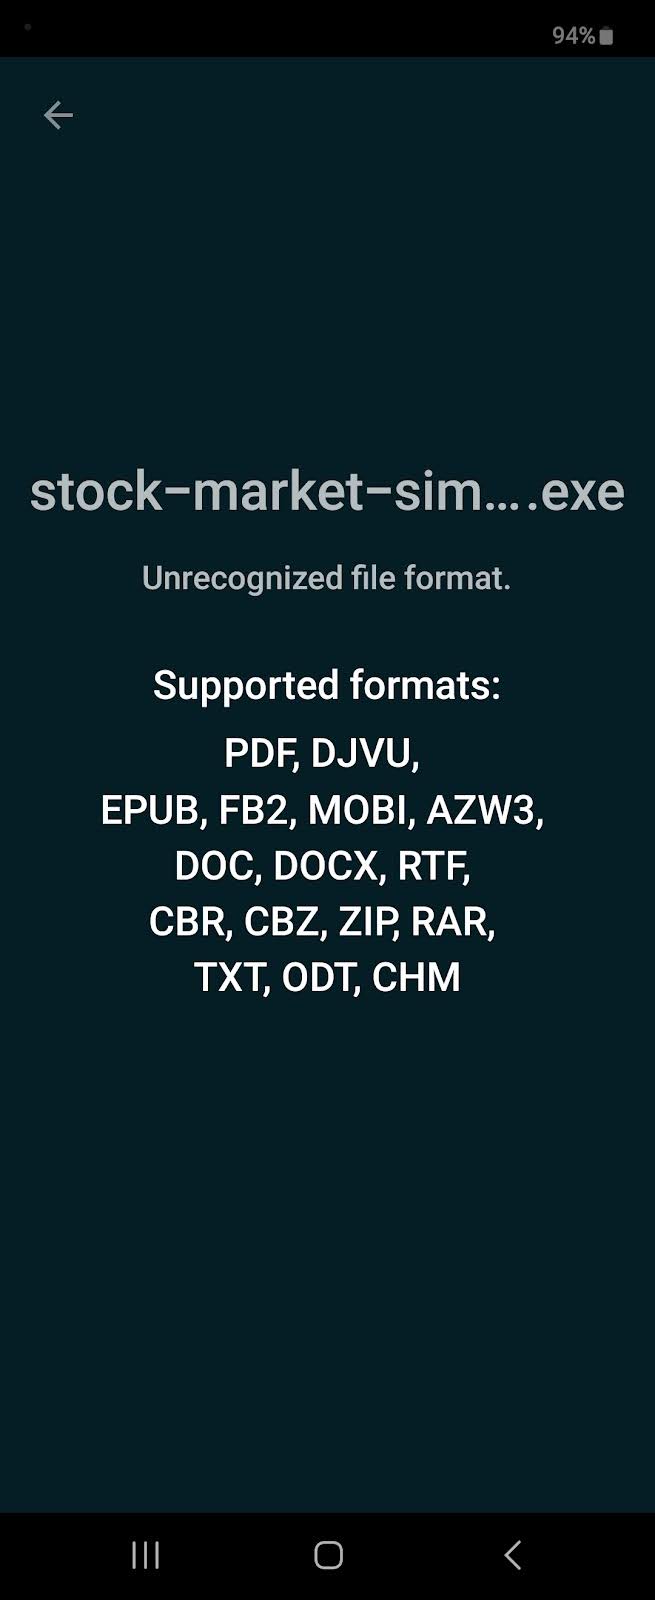 94%
stock-market-sim... .exe
Unrecognized file format.
Supported formats:
PDF, DJVU,
EPUB, FB2, MOBI, AZW3,
DOC, DOCX, RTF,
CBR, CBZ, ZIP, RAR,
TXT, ODT, CHM